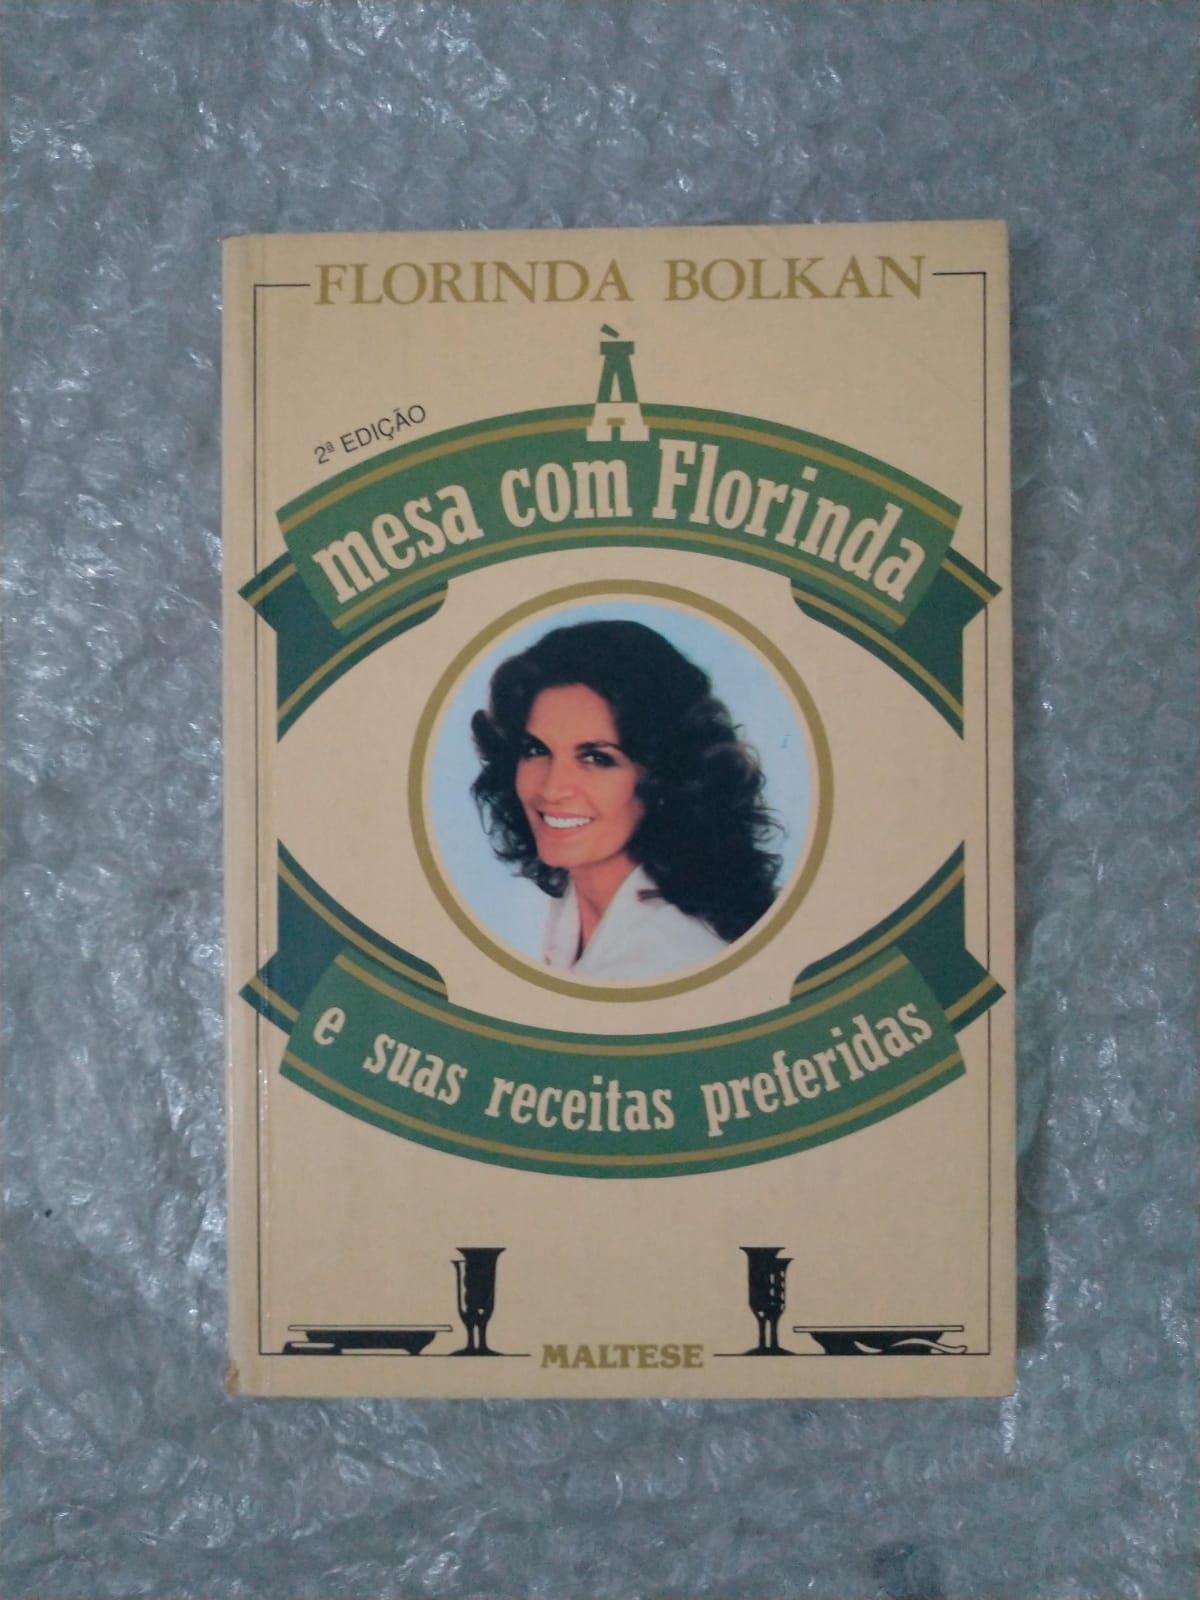 FLORINDA BOLKAN
2ª EDIÇÃO
À
mesa com Florinda
e suas receitas preferidas
MALTESE